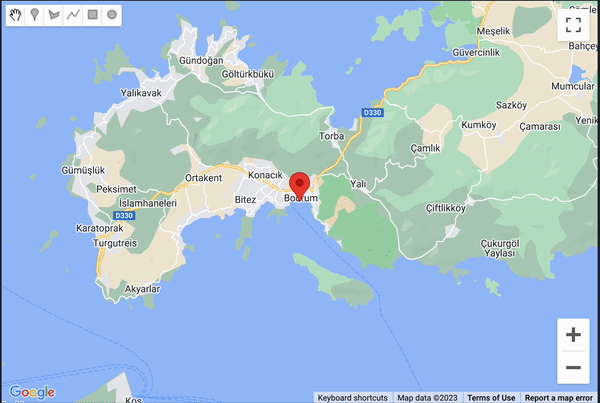 Meşelik
Güvercinlik
Bahçey
Gündoğan
Göltürkbükü
Mumcular
Yalıkavak
Sazköy
D330
Yenik
Torba
Kumköy
Çamarası
Çamlık
Gümüşlük
Konacık
Ortakent
Peksimet
Yalı
İslamhaneleri
Bitez
Bodrum
Çiftlikköy
D330
Karatoprak
Turgutreis
Çukurgöl
Yaylası
Akyarlar
Google
Kos
Keyboard shortcuts
Map data ©2023
Terms of Use
Report a map error